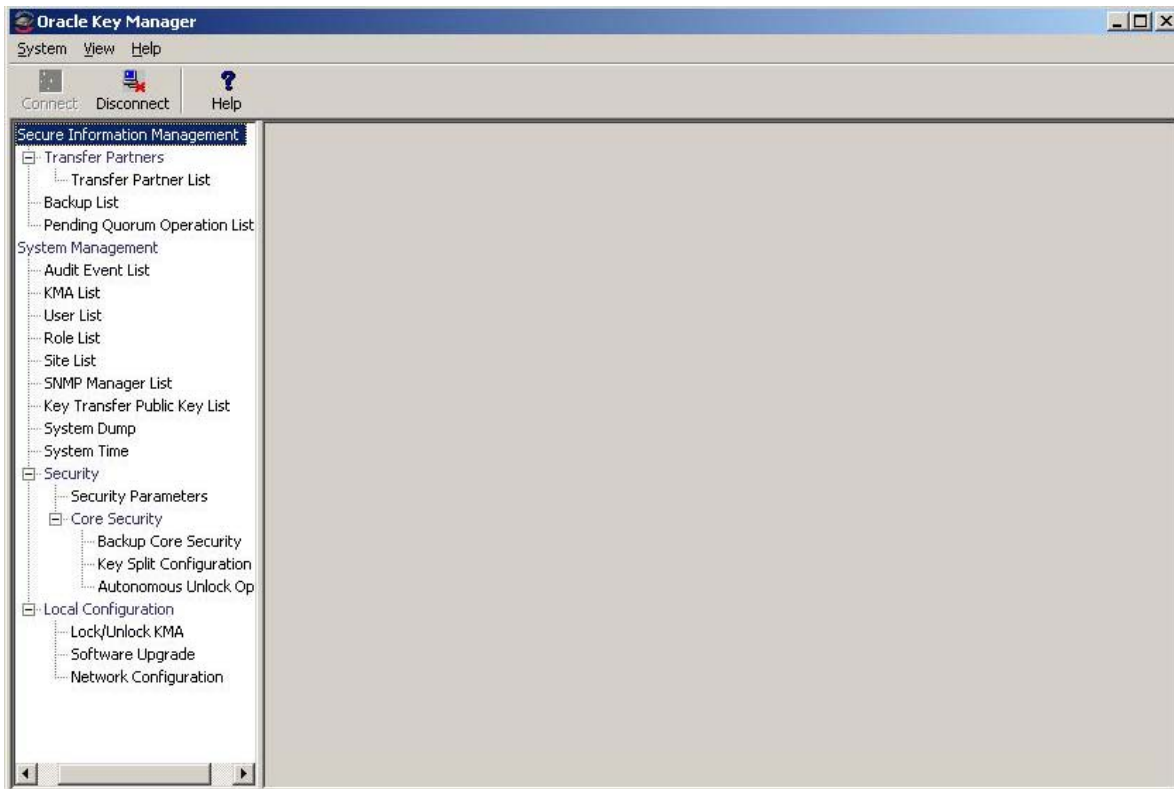 Oracle Key Manager
System View Help
Connect Disconnect Help
Secure Information Management
Transfer Partners
Transfer Partner List
Backup List
Pending Quorum Operation List
System Management
Audit Event List
KMA List
User List
Role List
Site List
SNMP Manager List
Key Transfer Public Key List
System Dump
System Time
Security
Security Parameters
Core Security
Backup Core Security
Key Split Configuration
Autonomous Unlock Op
Local Configuration
Lock/Unlock KMA
Software Upgrade
Network Configuration